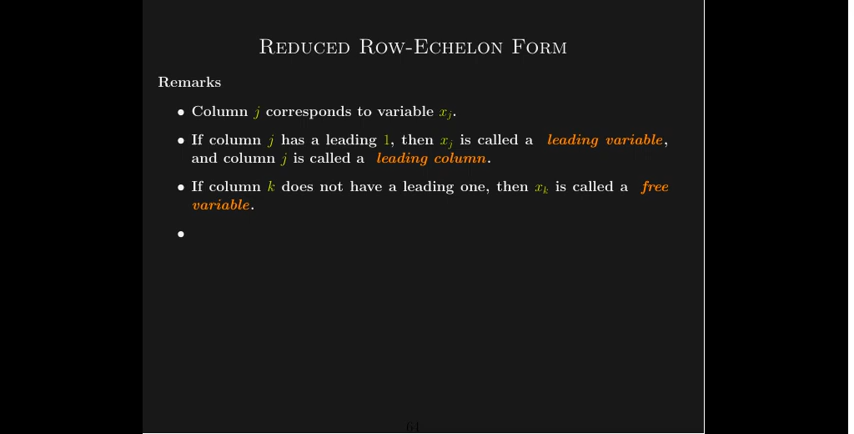 Reduced Row-Echelon Form
Remarks
• Column j corresponds to variable xⱼ.
• If column j has a leading 1, then xⱼ is called a leading variable,
and column j is called a leading column.
• If column k does not have a leading one, then xₖ is called a free
variable.
•
61